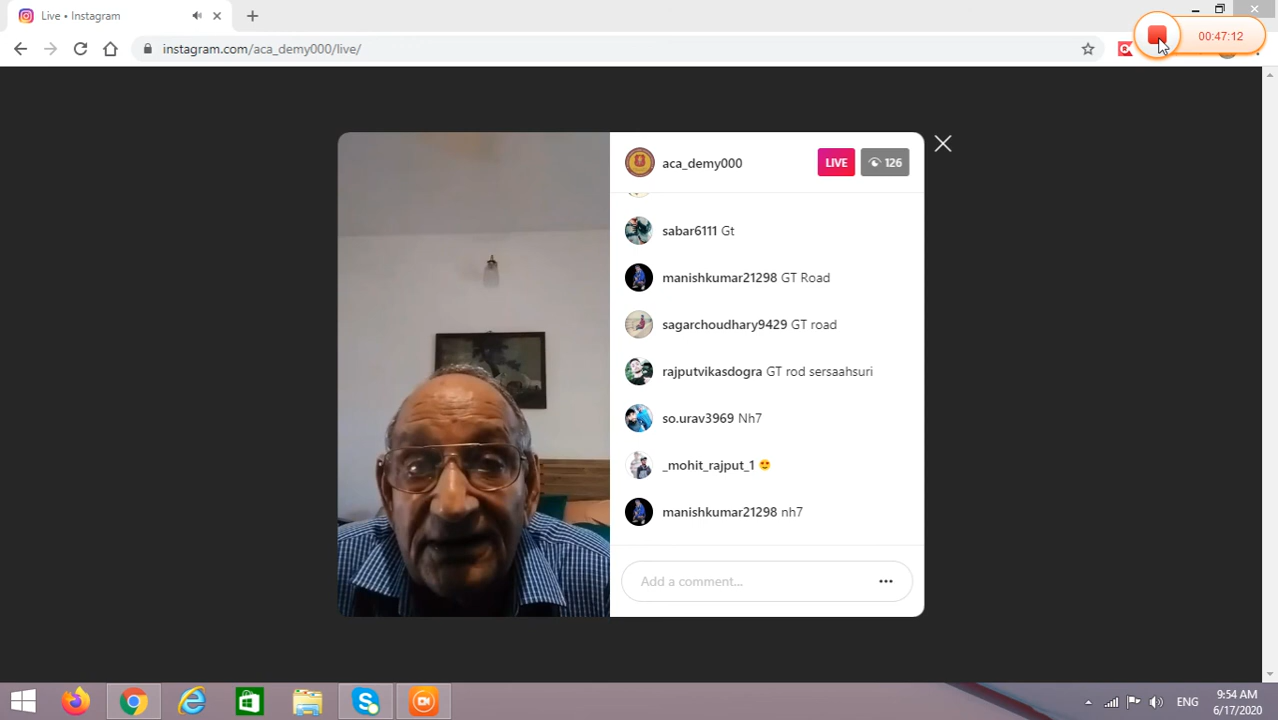 Live • Instagram
00:47:12
instagram.com/aca_demy000/live/
aca_demy000
LIVE
126
sabar6111 Gt
manishkumar21298 GT Road
sagarchoudhary9429 GT road
rajputvikasdogra GT rod sersaahsuri
so.urav3969 Nh7
_mohit_rajput_1 😍
manishkumar21298 nh7
Add a comment...
ENG
9:54 AM
6/17/2020